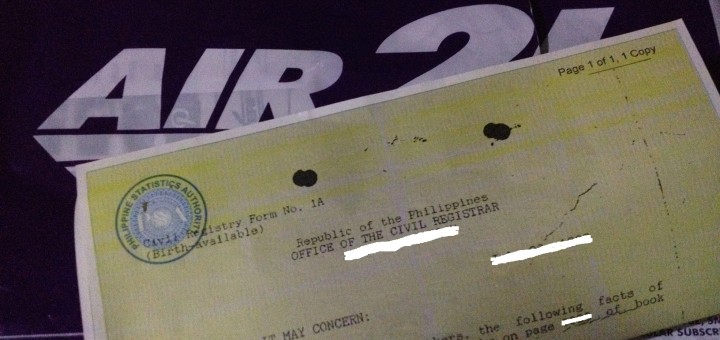 AIR 21
Page 1 of 1, 1 Copy
PHILIPPINE STATISTICS AUTHORITY
PSA
Civil Registry Form No. 1A
(Birth-available)
Republic of the Philippines
OFFICE OF THE CIVIL REGISTRAR
IT MAY CONCERN:
the following facts of
on page of book
SUBSCR